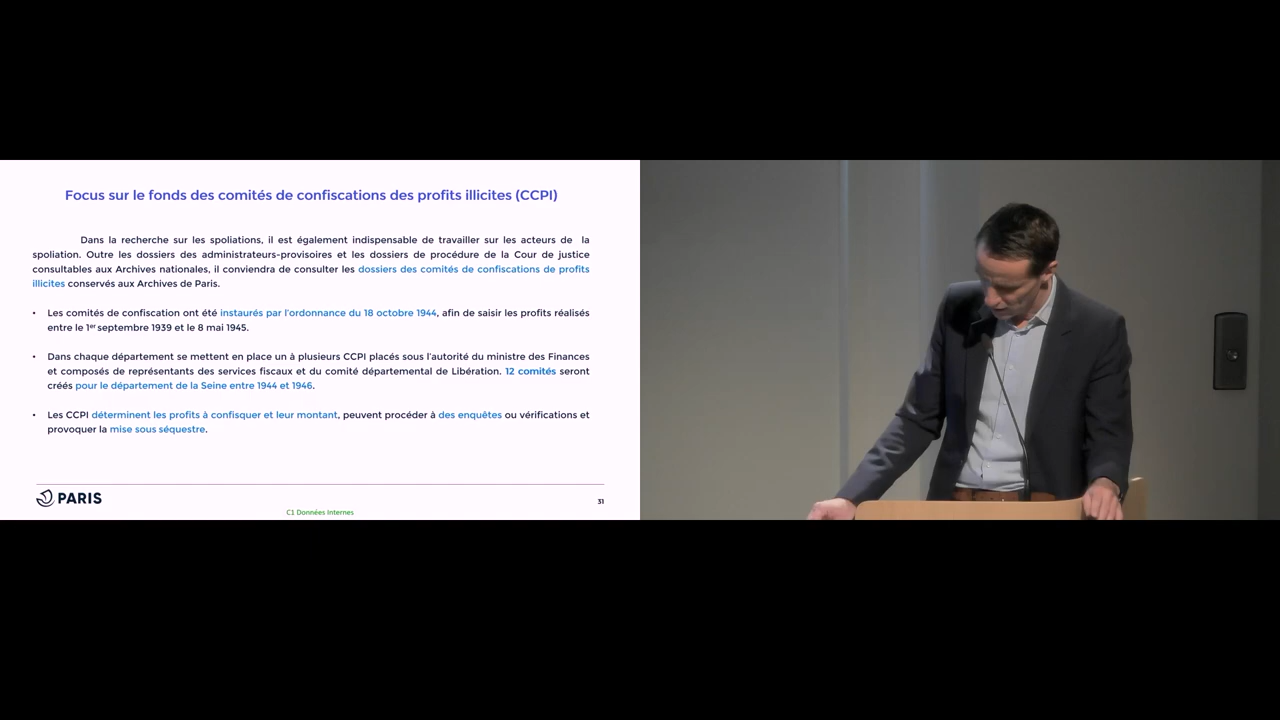 Focus sur le fonds des comités de confiscations des profits illicites (CCPI)
Dans la recherche sur les spoliations, il est également indispensable de travailler sur les acteurs de la
spoliation. Outre les dossiers des administrateurs-provisoires et les dossiers de procédure de la Cour de justice
consultables aux Archives nationales, il conviendra de consulter les dossiers des comités de confiscations de profits
illicites conservés aux Archives de Paris.
• Les comités de confiscation ont été instaurés par l'ordonnance du 18 octobre 1944, afin de saisir les profits réalisés
entre le 1er septembre 1939 et le 8 mai 1945.
• Dans chaque département se mettent en place un à plusieurs CCPI placés sous l'autorité du ministre des Finances
et composés de représentants des services fiscaux et du comité départemental de Libération. 12 comités seront
créés pour le département de la Seine entre 1944 et 1946.
• Les CCPI déterminent les profits à confisquer et leur montant, peuvent procéder à des enquêtes ou vérifications et
provoquer la mise sous séquestre.
PARIS
31
C1 Données Internes